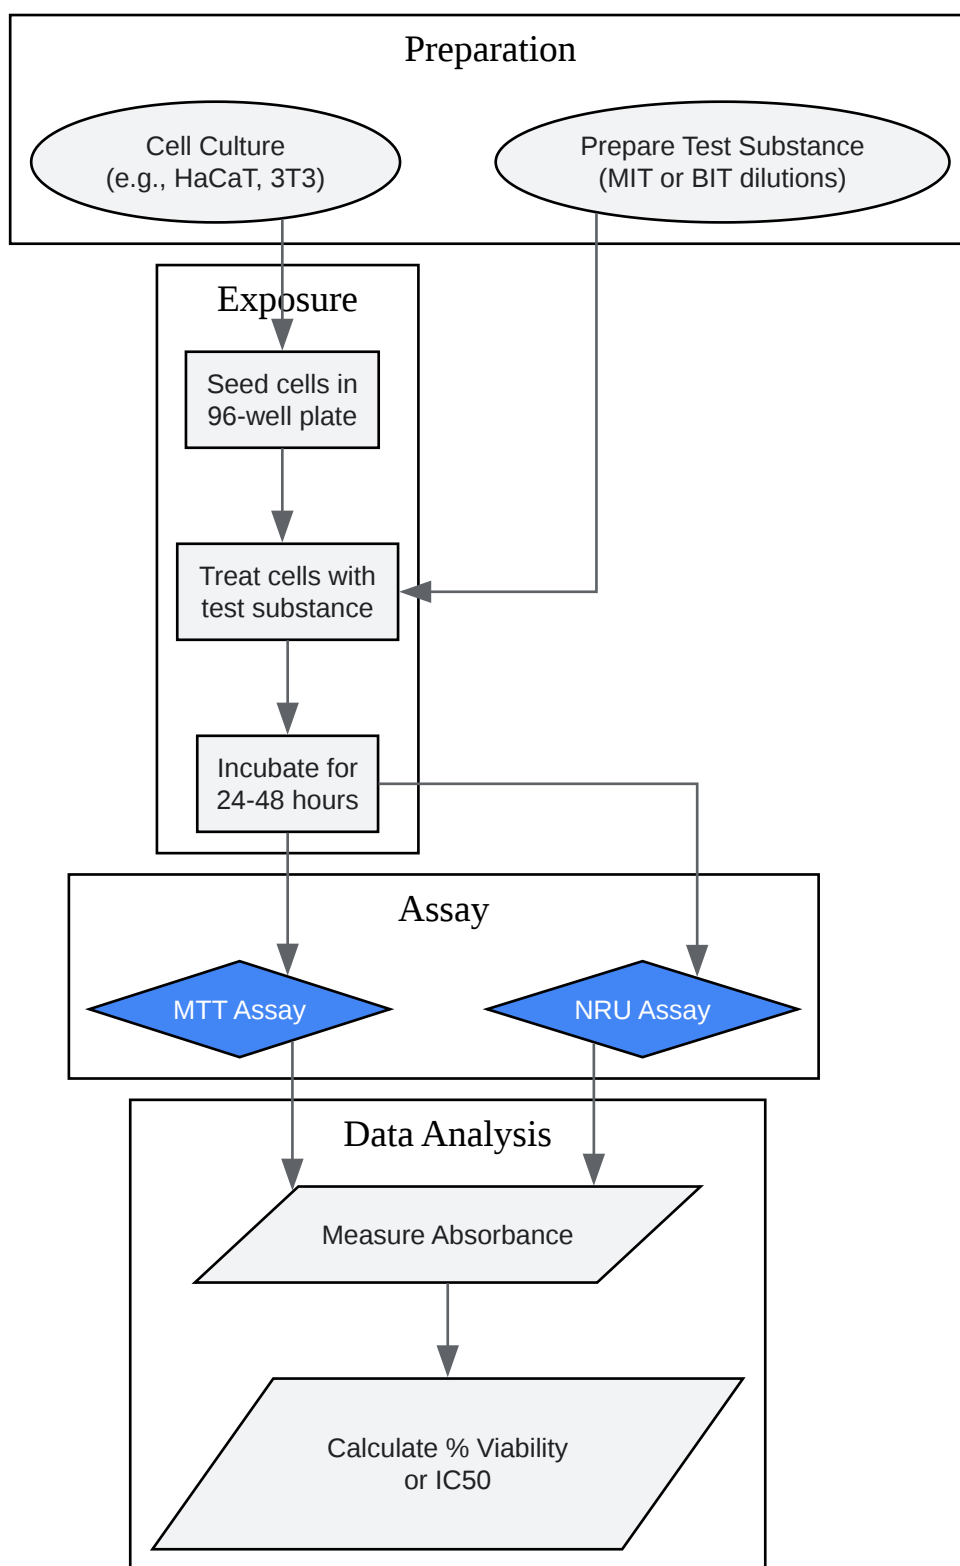 Preparation
Cell Culture
(e.g., HaCaT, 3T3)
Prepare Test Substance
(MIT or BIT dilutions)
Exposure
Seed cells in
96-well plate
Treat cells with
test substance
Incubate for
24-48 hours
Assay
MTT Assay
NRU Assay
Data Analysis
Measure Absorbance
Calculate % Viability
or IC50